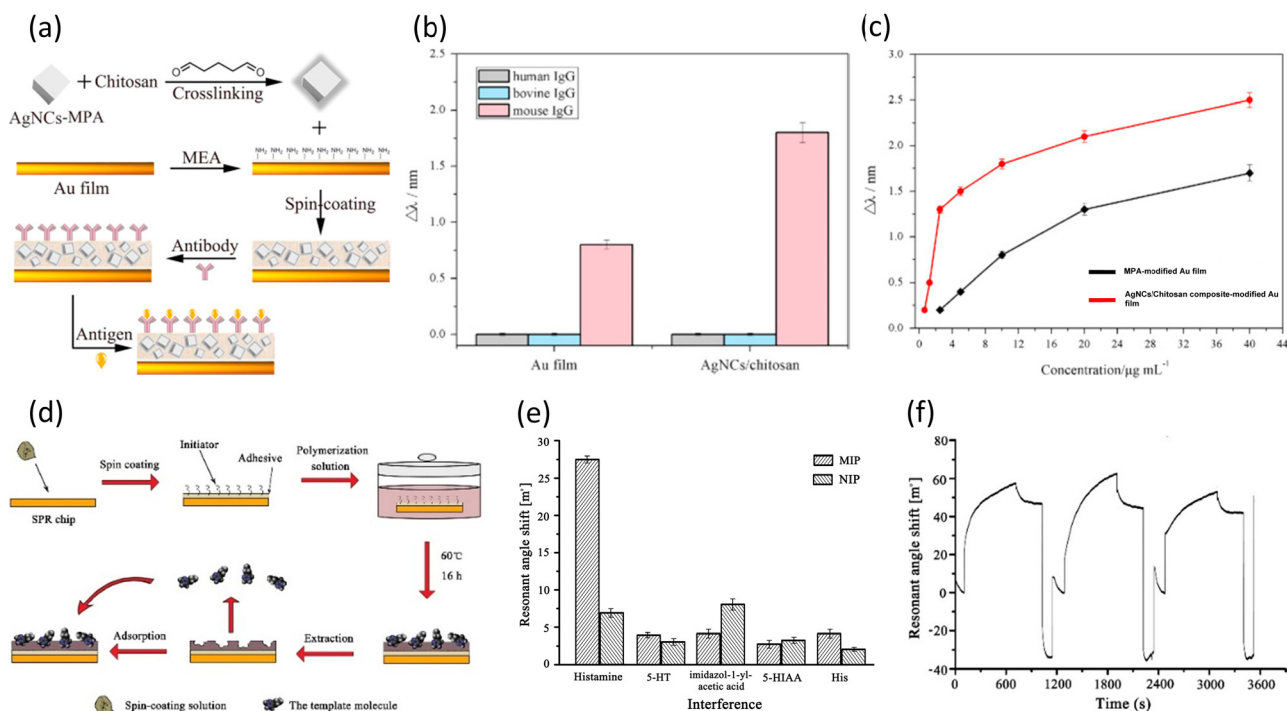 (a)
+ Chitosan
Crosslinking
AgNCs-MPA
+
NH2 NH2 NH2 NH2 NH2 NH2 NH2 NH2 NH2
MEA
Au film
Spin-coating
Antibody
Antigen
(b)
2.5
2.0
1.5
1.0
0.5
0.0
Δλ / nm
human IgG
bovine IgG
mouse IgG
Au film
AgNCs/chitosan
(c)
3.0
2.5
2.0
1.5
1.0
0.5
0.0
Δλ / nm
MPA-modified Au film
AgNCs/Chitosan composite-modified Au
film
0 4 8 12 16 20 24 28 32 36 40 44
Concentration/μg mL-1
(d)
Spin coating
SPR chip
Initiator
Adhesive
Polymerization
solution
60℃
16 h
Adsorption
Extraction
Spin-coating solution
The template molecule
(e)
30
25
20
15
10
5
0
Resonant angle shift [m°]
MIP
NIP
Histamine
5-HT
imidazol-1-yl-
acetic acid
5-HIAA
His
Interference
(f)
80
60
40
20
0
-20
-40
Resonant angle shift [m°]
0 1200 2400 3600
Time (s)